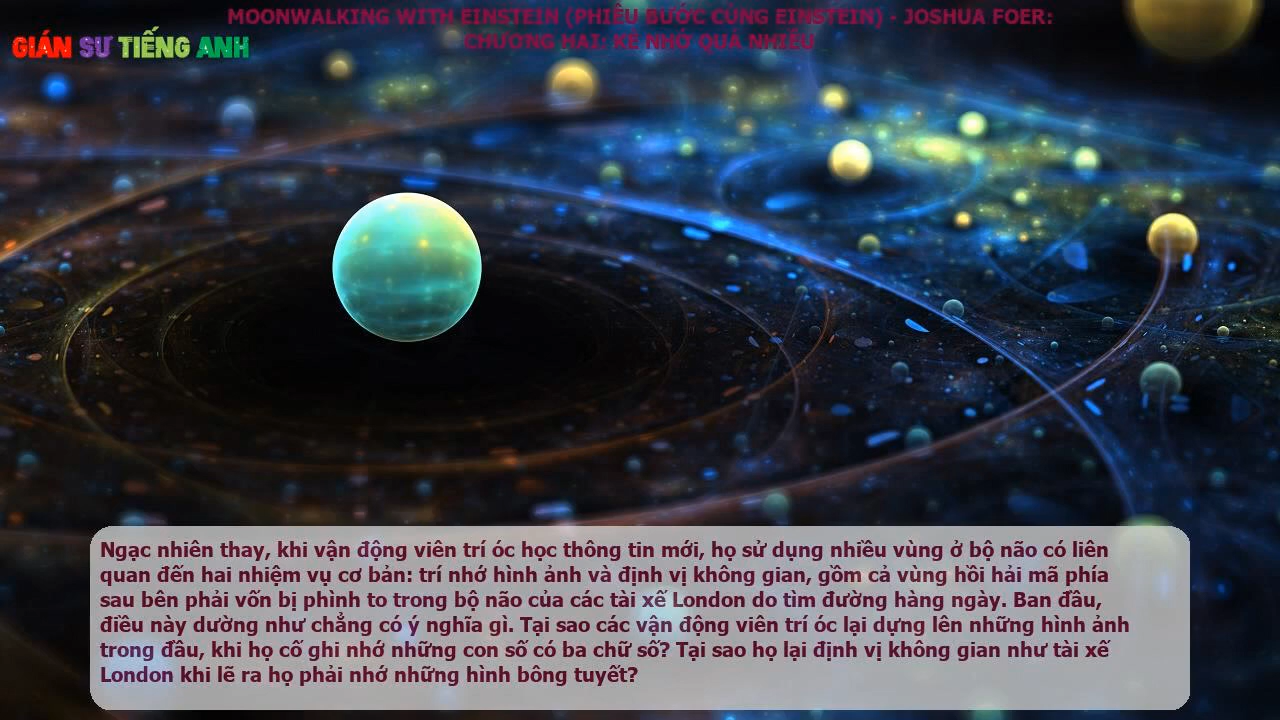 MOONWALKING WITH EINSTEIN (PHIÊU BƯỚC CÙNG EINSTEIN) - JOSHUA FOER:
CHƯƠNG HAI: KẺ NHỚ QUÁ NHIỀU
GIÁN SƯ TIẾNG ANH
Ngạc nhiên thay, khi vận động viên trí óc học thông tin mới, họ sử dụng nhiều vùng ở bộ não có liên
quan đến hai nhiệm vụ cơ bản: trí nhớ hình ảnh và định vị không gian, gồm cả vùng hồi hải mã phía
sau bên phải vốn bị phình to trong bộ não của các tài xế London do tìm đường hàng ngày. Ban đầu,
điều này dường như chẳng có ý nghĩa gì. Tại sao các vận động viên trí óc lại dựng lên những hình ảnh
trong đầu, khi họ cố ghi nhớ những con số có ba chữ số? Tại sao họ lại định vị không gian như tài xế
London khi lẽ ra họ phải nhớ những hình bông tuyết?